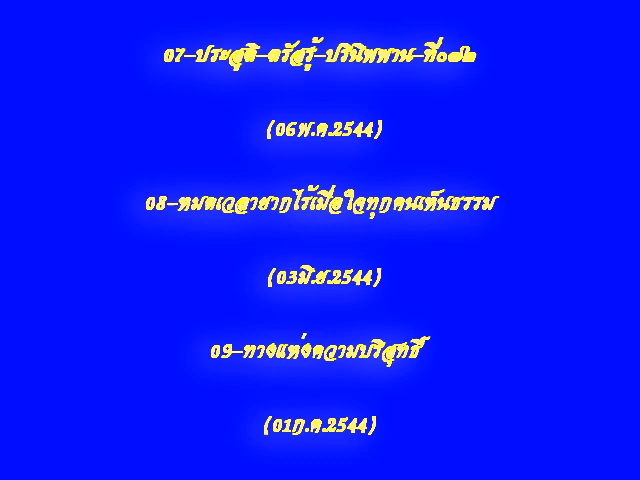 07-ประสูติ-ตรัสรู้-ปรินิพพาน-ที่๐๗๒
(06พ.ค.2544)
08-หมดเวลายากไร้เมื่อใจทุกคนเห็นธรรม
(03มิ.ย.2544)
09-ทางแห่งความบริสุทธิ์
(01ก.ค.2544)